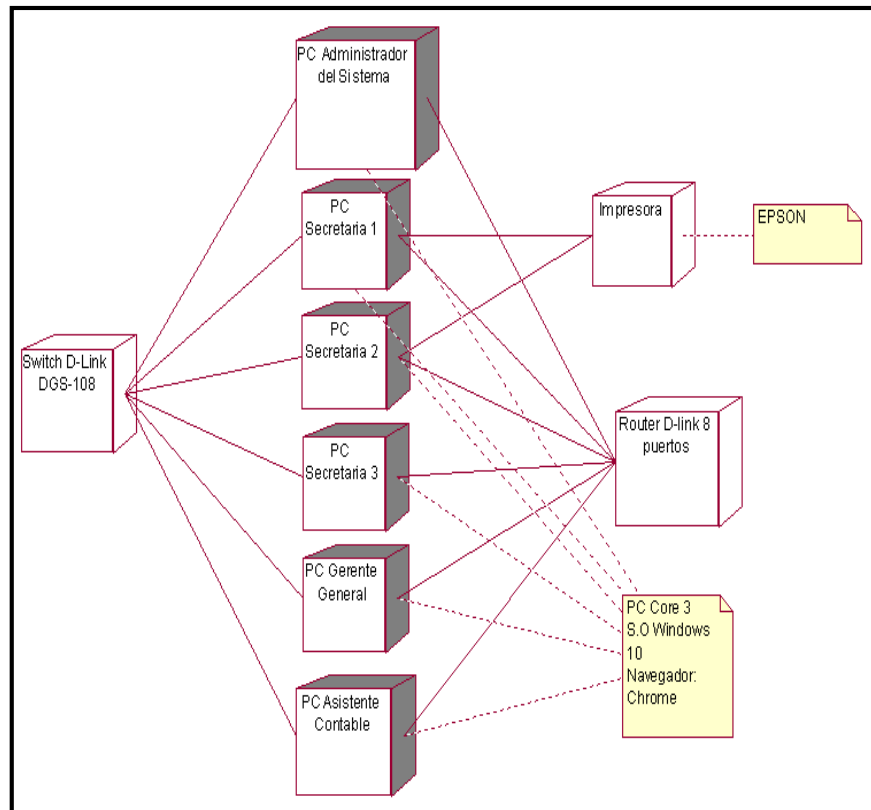 PC Administrador
del Sistema
PC
Secretaria 1
Impresora
EPSON
PC
Secretaria 2
Switch D-Link
DGS-108
PC
Secretaria 3
Router D-link 8
puertos
PC Gerente
General
PC Core 3
S.O Windows
10
Navegador:
Chrome
PC Asistente
Contable